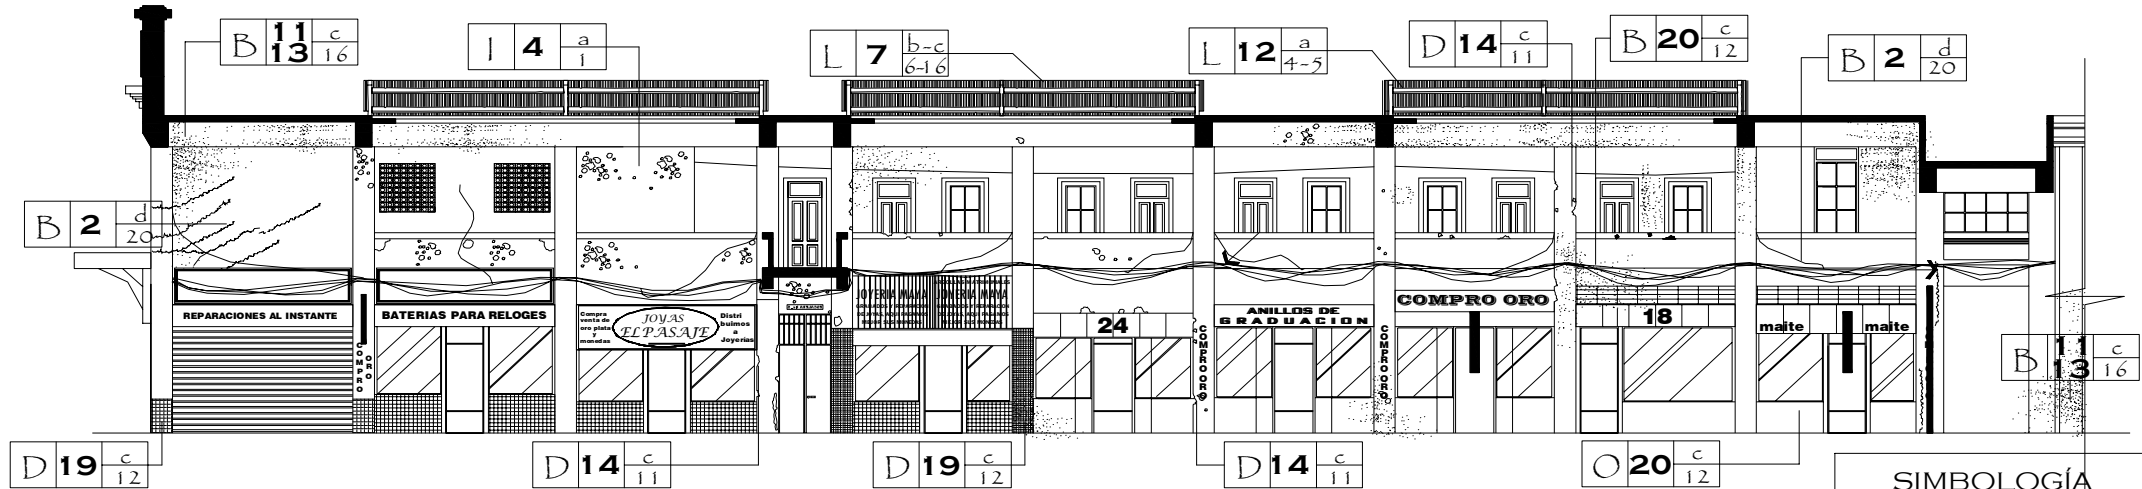 B 11 13 c 16
I 4 a 1
L 7 b-c 6-16
L 12 a 4-5
D 14 c 11
B 20 c 12
B 2 d 20
B 2 d 20
REPARACIONES AL INSTANTE
COMPRO ORO
BATERIAS PARA RELOGES
Compra venta de oro plata y monedas
JOYAS
EL PASAJE
Distri buimos a Joyerias
JOYERIA MAYA JOYERIA MAYA
24
COMPRO ORO
ANILLOS DE
GRADUACION
COMPRO ORO
COMPRO ORO
18
maite maite
B 11 13 c 16
D 19 c 12
D 14 c 11
D 19 c 12
D 14 c 11
O 20 c 12
SIMBOLOGÍA